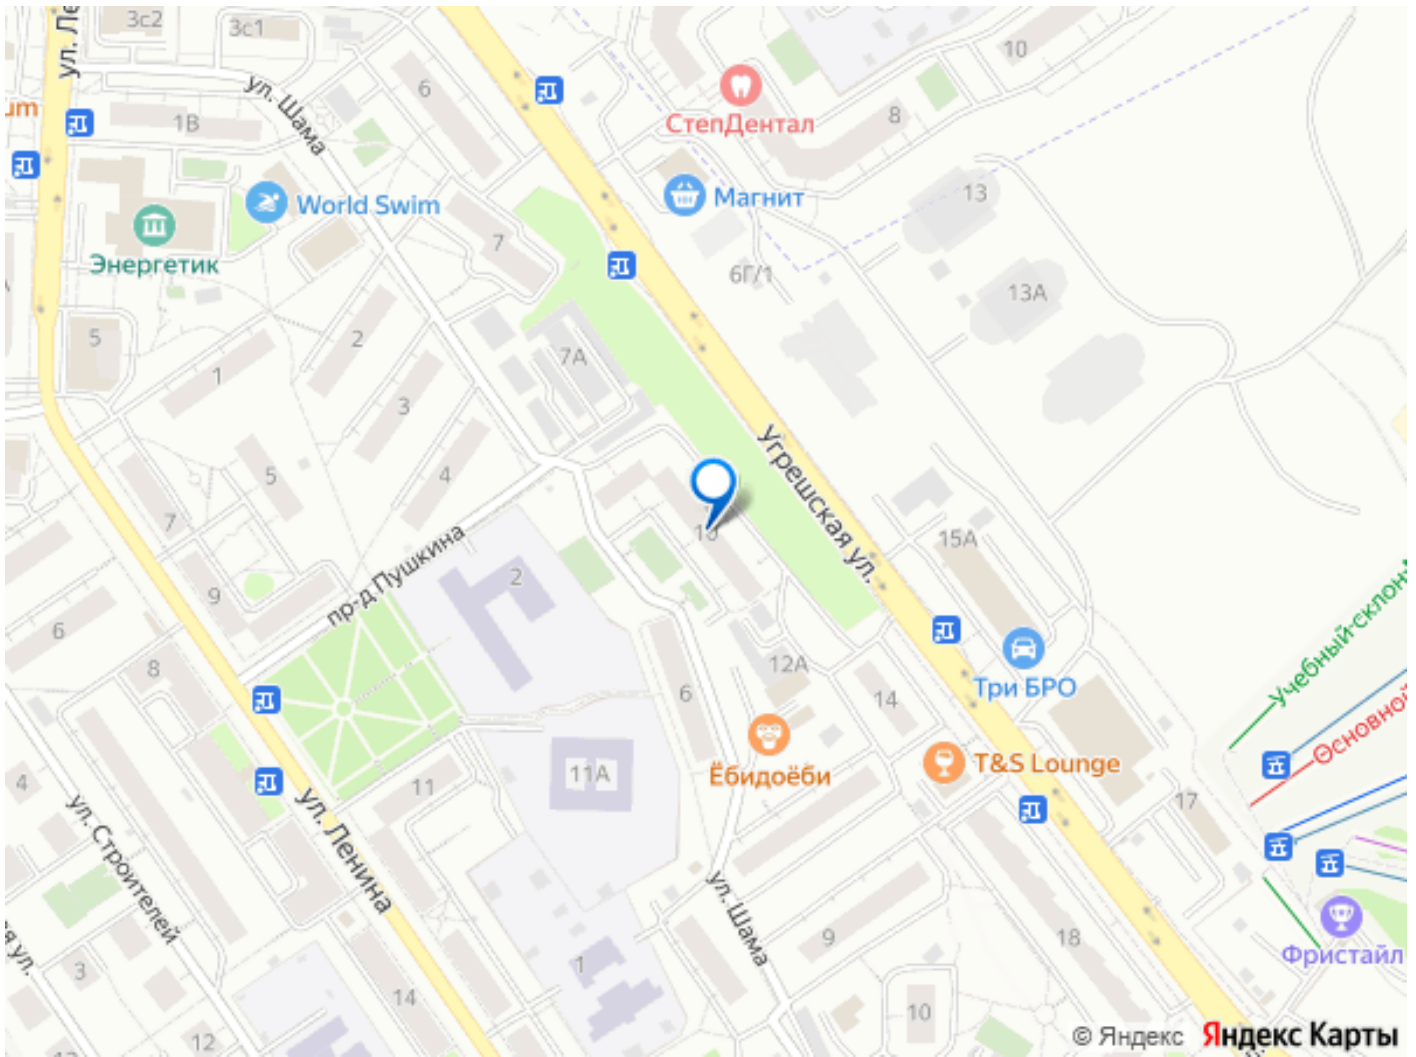 3с2
3с1
10
ул. Ле
ул. Шама
6
СтепДентал
um
1В
8
World Swim
Магнит
13
Энергетик
7
6Г/1
13А
5
2
7А
1
3
5
4
Угрешская ул.
7
10
15А
пр-д Пушкина
2
9
Учебный склон
6
8
12А
6
14
Три БРО
Основной
Ёбидоёби
T&S Lounge
11А
4
11
17
ул. Строителей
ул. Ленина
ул. Шама
9
18
Фристайл
я ул.
3
1
14
10
12
© Яндекс Яндекс Карты